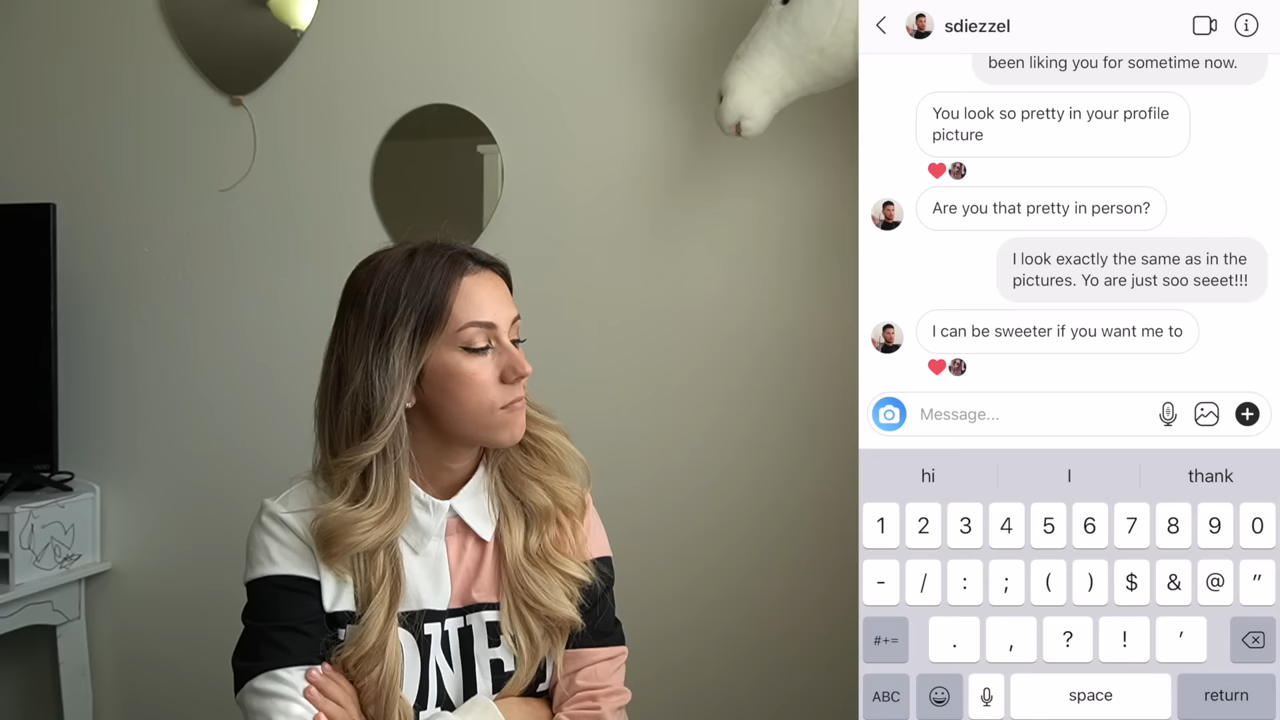 sdiezzel
been liking you for sometime now.
You look so pretty in your profile
picture
Are you that pretty in person?
I look exactly the same as in the
pictures. Yo are just soo seeet!!!
I can be sweeter if you want me to
Message...
hi I thank
1 2 3 4 5 6 7 8 9 0
- / : ; ( ) $ & @ "
#+= . , ? ! '
ABC space return